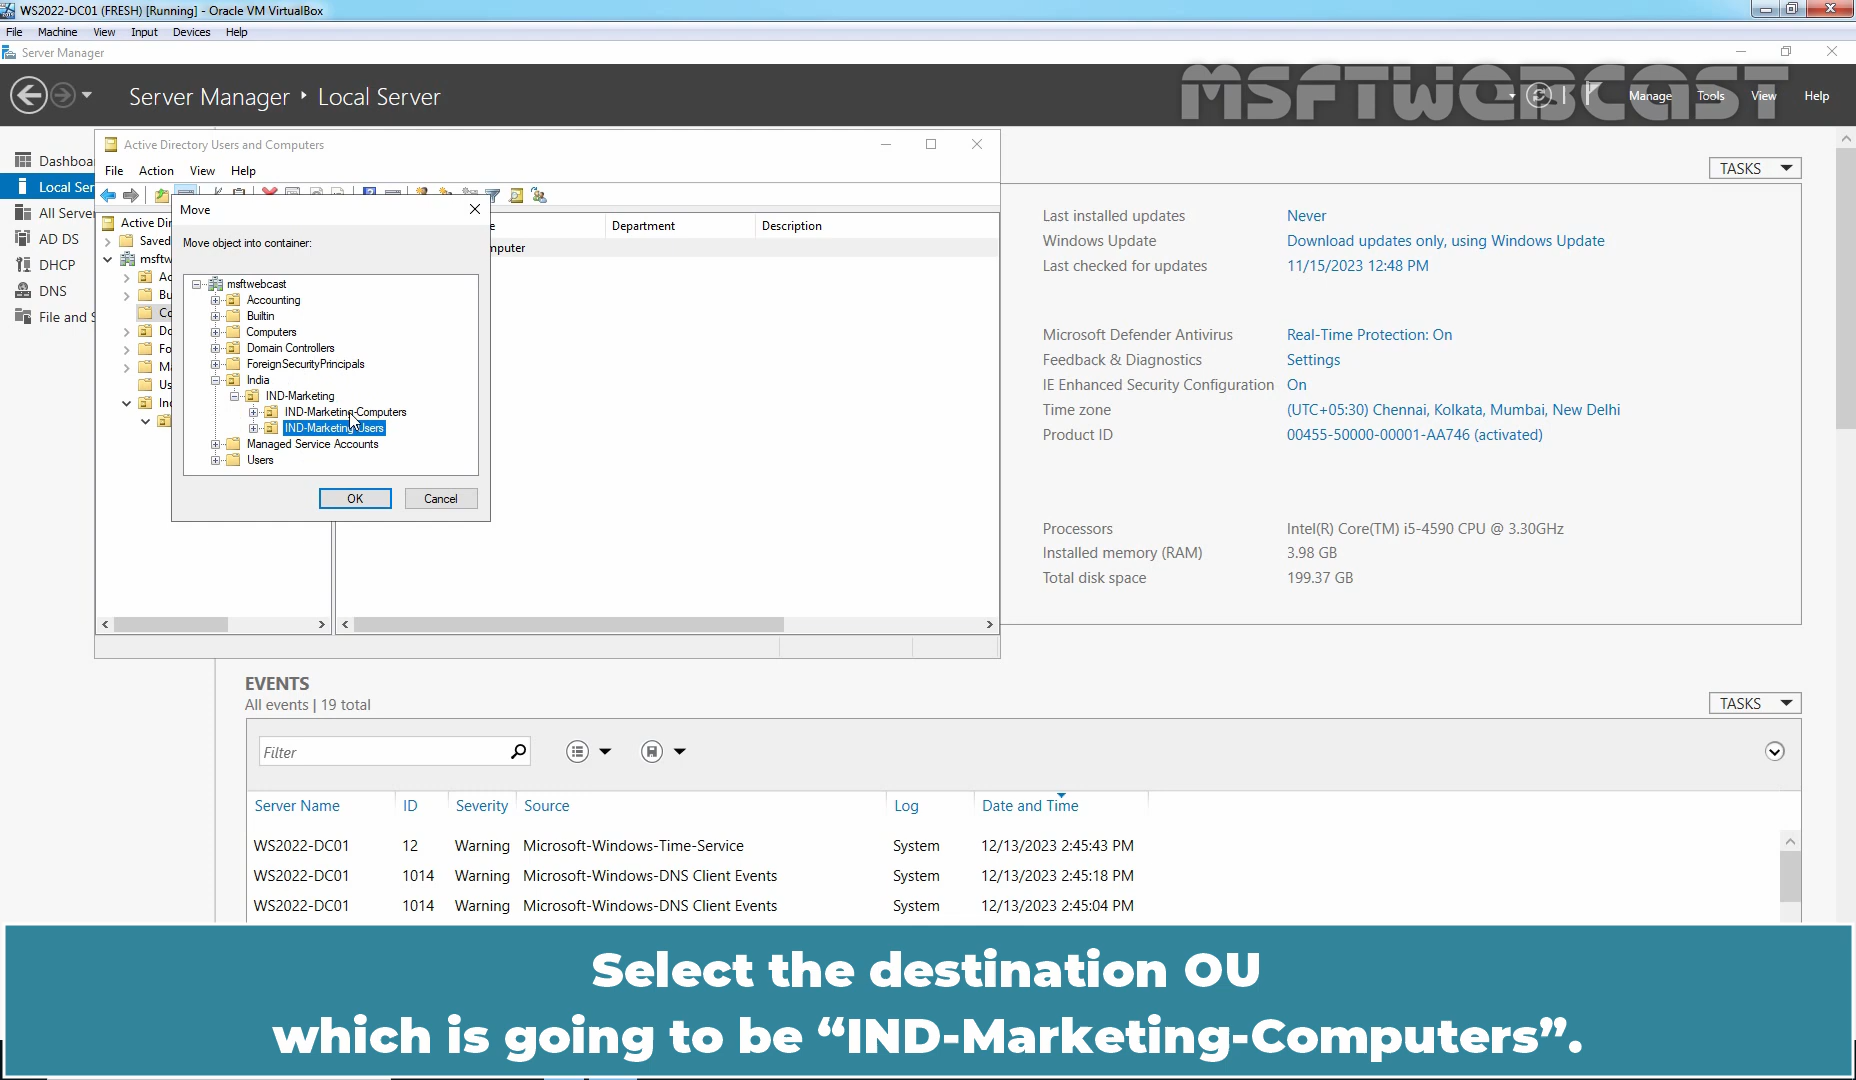 WS2022-DC01 (FRESH) [Running] - Oracle VM VirtualBox
File Machine View Input Devices Help
Server Manager
Server Manager ‣ Local Server
MSFTWEBCAST
Manage Tools View Help
Dashboa
Local Ser
All Server
AD DS
DHCP
DNS
File and S
Active Directory Users and Computers
File Action View Help
Active Dir
Saved
msftw
Ac
Bu
Co
Do
Fo
M
Us
In
e Department Description
mputer
Move
Move object into container:
msftwebcast
Accounting
Builtin
Computers
Domain Controllers
ForeignSecurityPrincipals
India
IND-Marketing
IND-Marketing-Computers
IND-Marketing-Users
Managed Service Accounts
Users
OK Cancel
TASKS
Last installed updates Never
Windows Update Download updates only, using Windows Update
Last checked for updates 11/15/2023 12:48 PM
Microsoft Defender Antivirus Real-Time Protection: On
Feedback & Diagnostics Settings
IE Enhanced Security Configuration On
Time zone (UTC+05:30) Chennai, Kolkata, Mumbai, New Delhi
Product ID 00455-50000-00001-AA746 (activated)
Processors Intel(R) Core(TM) i5-4590 CPU @ 3.30GHz
Installed memory (RAM) 3.98 GB
Total disk space 199.37 GB
EVENTS
All events | 19 total
TASKS
Filter
Server Name ID Severity Source Log Date and Time
WS2022-DC01 12 Warning Microsoft-Windows-Time-Service System 12/13/2023 2:45:43 PM
WS2022-DC01 1014 Warning Microsoft-Windows-DNS Client Events System 12/13/2023 2:45:18 PM
WS2022-DC01 1014 Warning Microsoft-Windows-DNS Client Events System 12/13/2023 2:45:04 PM
Select the destination OU
which is going to be “IND-Marketing-Computers”.